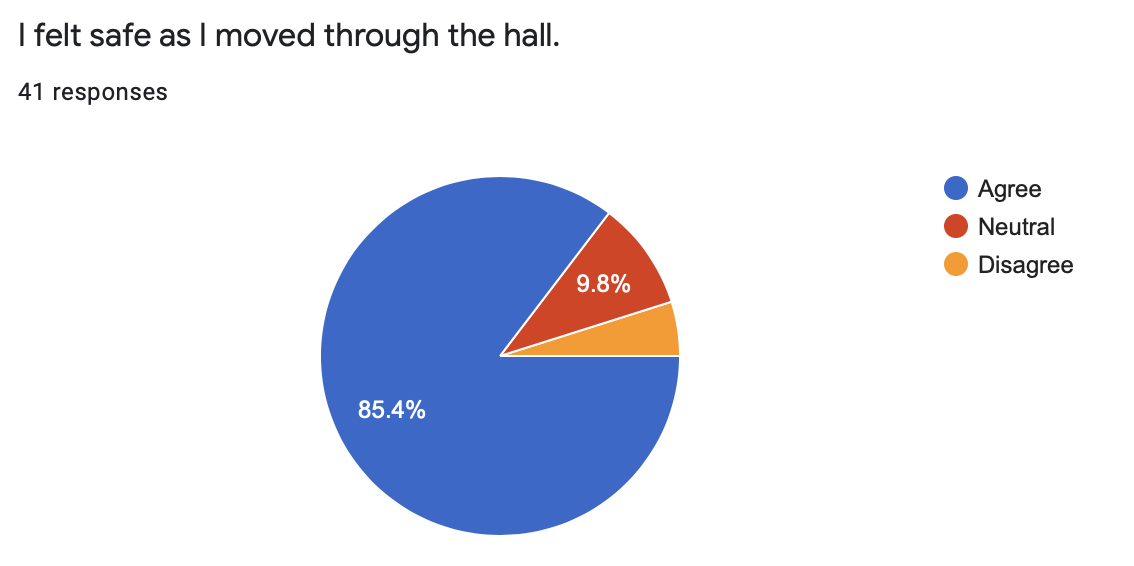 I felt safe as I moved through the hall.
41 responses
Agree
Neutral
Disagree
9.8%
85.4%